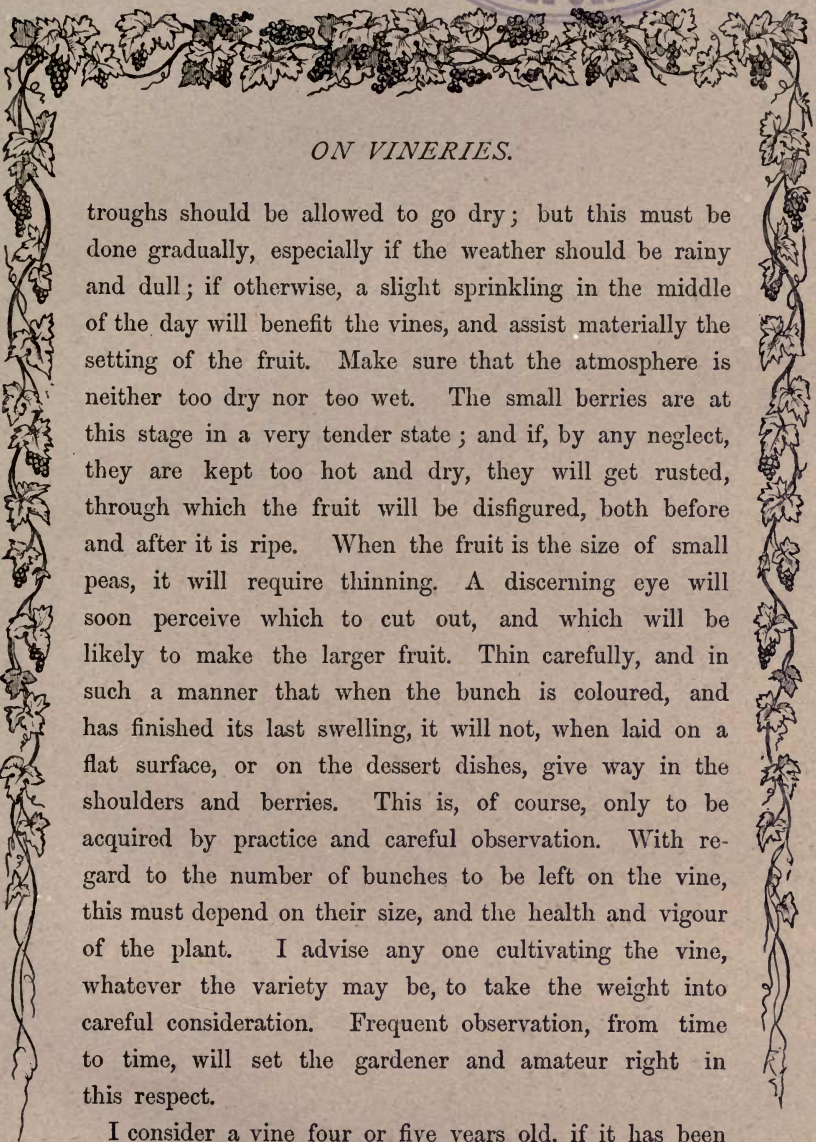 ON VINERIES.
troughs should be allowed to go dry; but this must be
done gradually, especially if the weather should be rainy
and dull; if otherwise, a slight sprinkling in the middle
of the day will benefit the vines, and assist materially the
setting of the fruit. Make sure that the atmosphere is
neither too dry nor too wet. The small berries are at
this stage in a very tender state; and if, by any neglect,
they are kept too hot and dry, they will get rusted,
through which the fruit will be disfigured, both before
and after it is ripe. When the fruit is the size of small
peas, it will require thinning. A discerning eye will
soon perceive which to cut out, and which will be
likely to make the larger fruit. Thin carefully, and in
such a manner that when the bunch is coloured, and
has finished its last swelling, it will not, when laid on a
flat surface, or on the dessert dishes, give way in the
shoulders and berries. This is, of course, only to be
acquired by practice and careful observation. With re-
gard to the number of bunches to be left on the vine,
this must depend on their size, and the health and vigour
of the plant. I advise any one cultivating the vine,
whatever the variety may be, to take the weight into
careful consideration. Frequent observation, from time
to time, will set the gardener and amateur right in
this respect.
I consider a vine four or five years old, if it has been